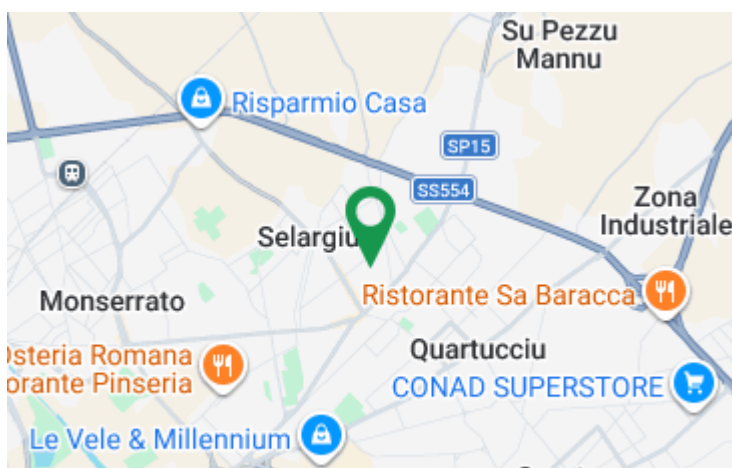 Su Pezzu
Mannu
Risparmio Casa
SP15
SS554
Zona
Industriale
Selargiu
Monserrato
Ristorante Sa Baracca
Osteria Romana
orante Pinseria
Quartucciu
CONAD SUPERSTORE
Le Vele & Millennium